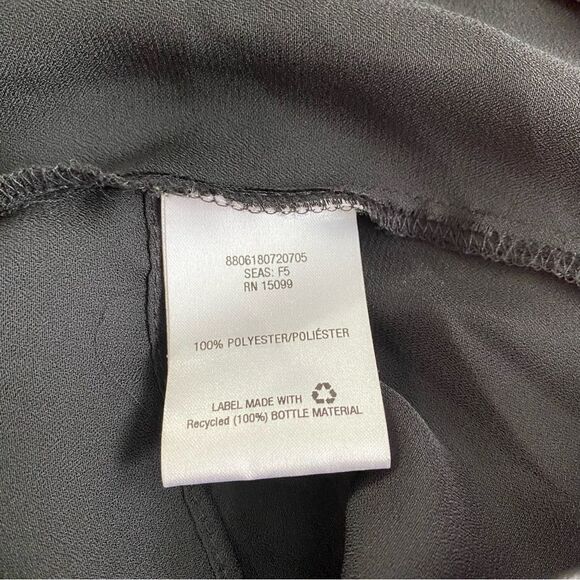 8806180720705
SEAS: F5
RN 15099
100% POLYESTER/POLIÉSTER
LABEL MADE WITH
Recycled (100%) BOTTLE MATERIAL